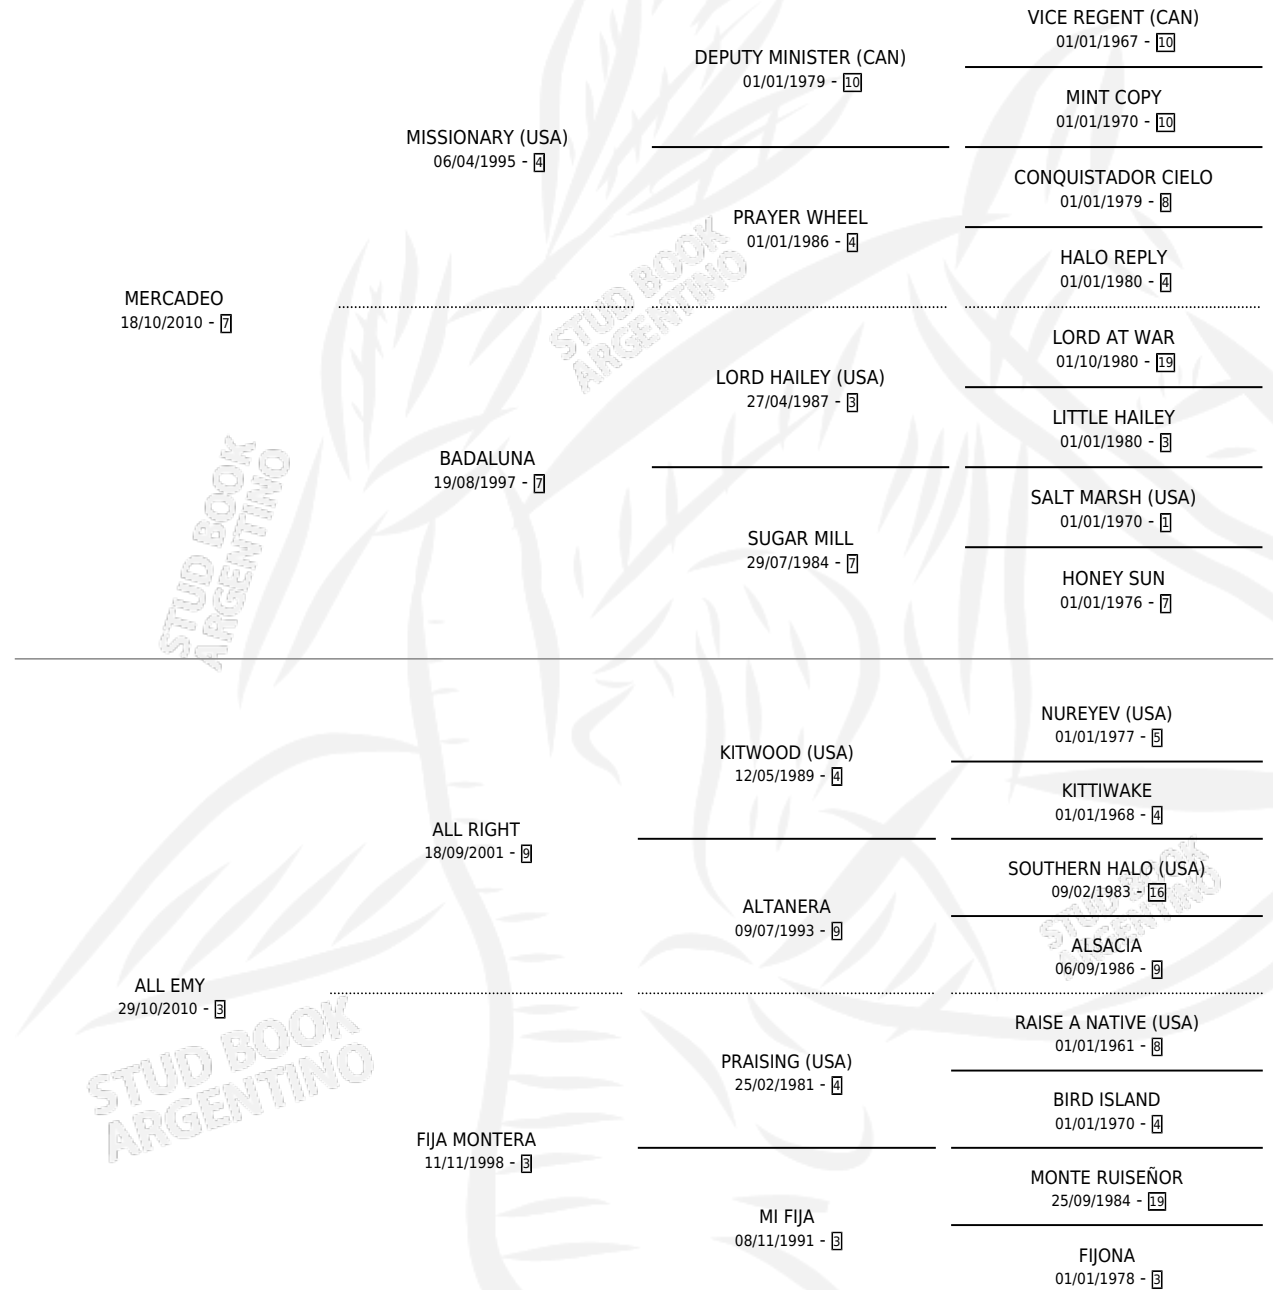 VICE REGENT (CAN)
01/01/1967 - 10
DEPUTY MINISTER (CAN)
01/01/1979 - 10
MINT COPY
01/01/1970 - 10
MISSIONARY (USA)
06/04/1995 - 4
CONQUISTADOR CIELO
01/01/1979 - 8
PRAYER WHEEL
01/01/1986 - 4
HALO REPLY
01/01/1980 - 4
MERCADEO
18/10/2010 - 7
STUD BOOK
ARGENTINO
LORD AT WAR
01/10/1980 - 19
LORD HAILEY (USA)
27/04/1987 - 3
LITTLE HAILEY
01/01/1980 - 3
BADALUNA
19/08/1997 - 7
SALT MARSH (USA)
01/01/1970 - 1
SUGAR MILL
29/07/1984 - 7
HONEY SUN
01/01/1976 - 7
STUD BOOK
ARGENTINO
NUREYEV (USA)
01/01/1977 - 5
KITWOOD (USA)
12/05/1989 - 4
KITTIWAKE
01/01/1968 - 4
ALL RIGHT
18/09/2001 - 9
SOUTHERN HALO (USA)
09/02/1983 - 16
ALTANERA
09/07/1993 - 9
ALSACIA
06/09/1986 - 9
STUD BOOK
ARGENTINO
ALL EMY
29/10/2010 - 3
RAISE A NATIVE (USA)
01/01/1961 - 8
PRAISING (USA)
25/02/1981 - 4
BIRD ISLAND
01/01/1970 - 4
STUD BOOK
ARGENTINO
FIJA MONTERA
11/11/1998 - 3
MONTE RUISEÑOR
25/09/1984 - 19
MI FIJA
08/11/1991 - 3
FIJONA
01/01/1978 - 3